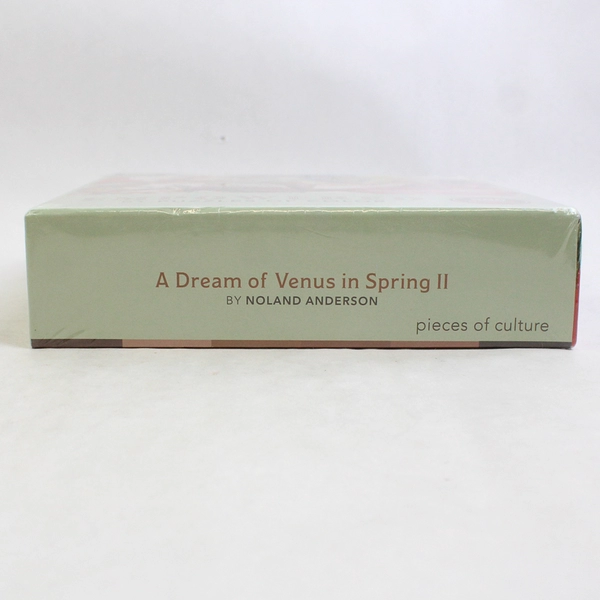 A Dream of Venus in Spring II
BY NOLAND ANDERSON
pieces of culture